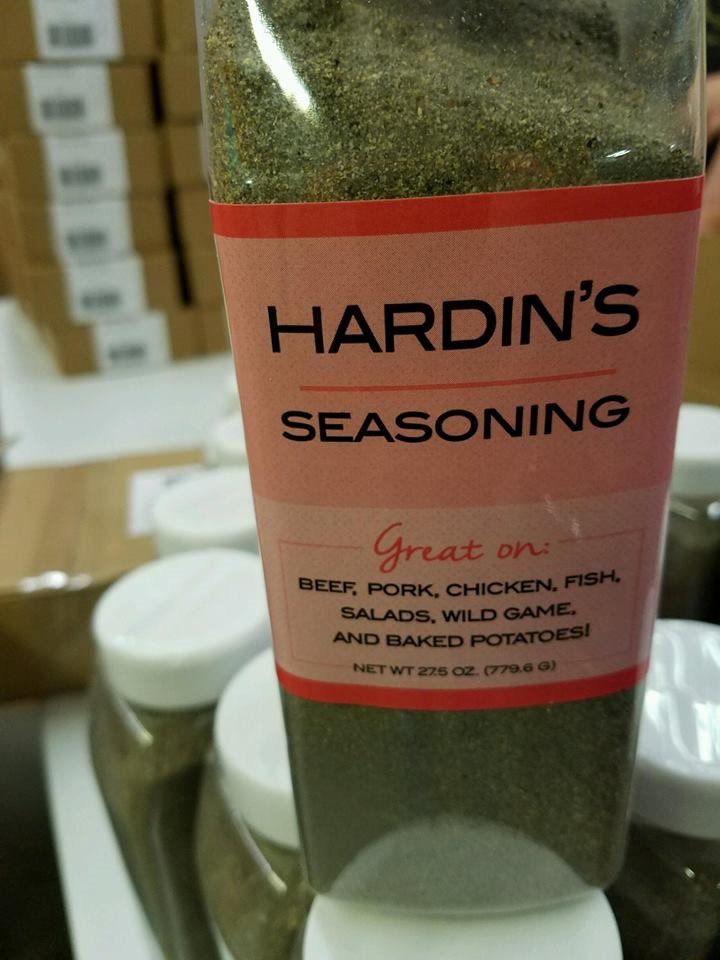 HARDIN'S
SEASONING
Great on:
BEEF, PORK, CHICKEN, FISH,
SALADS, WILD GAME,
AND BAKED POTATOES!
NET WT 27.5 OZ. (779.6 G)